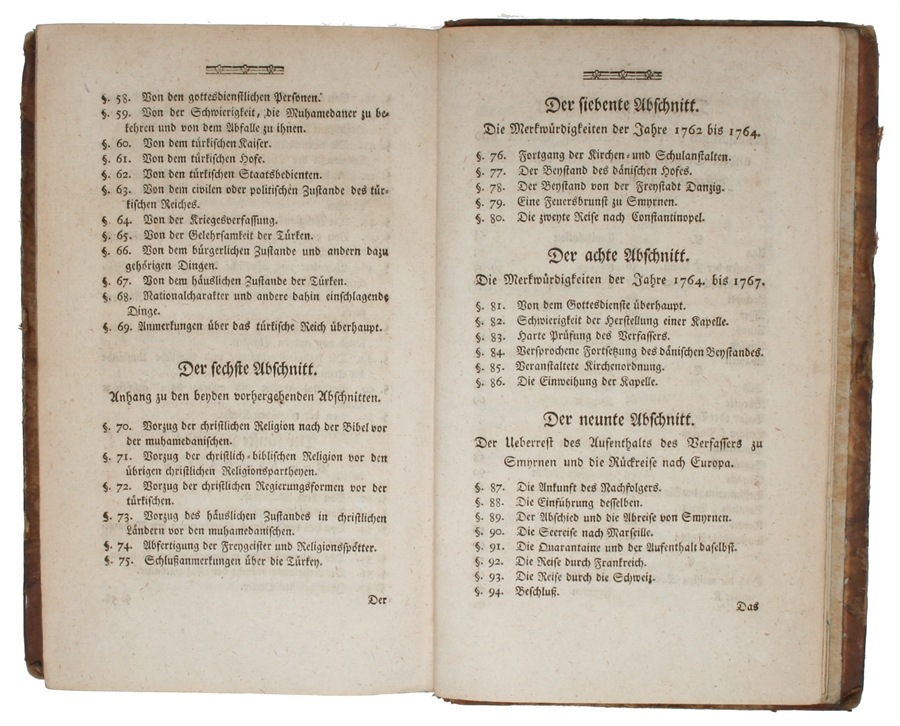 §. 58. Von den gottesdienstlichen Personen.
§. 59. Von der Schwierigkeit, die Muhamedaner zu be-
kehren und von dem Abfalle zu ihnen.
§. 60. Von dem türkischen Kaiser.
§. 61. Von dem türkischen Hofe.
§. 62. Von den türkischen Staatsbedienten.
§. 63. Von dem civilen oder politischen Zustande des tür-
kischen Reiches.
§. 64. Von der Kriegesverfassung.
§. 65. Von der Gelehrsamkeit der Türken.
§. 66. Von dem bürgerlichen Zustande und andern dazu
gehörigen Dingen.
§. 67. Von dem häuslichen Zustande der Türken.
§. 68. Nationalcharakter und andere dahin einschlagende
Dinge.
§. 69. Anmerkungen über das türkische Reich überhaupt.
Der sechste Abschnitt.
Anhang zu den beyden vorhergehenden Abschnitten.
§. 70. Vorzug der christlichen Religion nach der Bibel vor
der muhamedanischen.
§. 71. Vorzug der christlich-biblischen Religion vor den
übrigen christlichen Religionspartheyen.
§. 72. Vorzug der christlichen Regierungsformen vor der
türkischen.
§. 73. Vorzug des häuslichen Zustandes in christlichen
Ländern vor den muhamedanischen.
§. 74. Abfertigung der Freygeister und Religionsspötter.
§. 75. Schlußanmerkungen über die Türkey.
Der
Der siebente Abschnitt.
Die Merkwürdigkeiten der Jahre 1762 bis 1764.
§. 76. Fortgang der Kirchen- und Schulanstalten.
§. 77. Der Beystand des dänischen Hofes.
§. 78. Der Beystand von der Freystadt Danzig.
§. 79. Eine Feuersbrunst zu Smyrnen.
§. 80. Die zweyte Reise nach Constantinopel.
Der achte Abschnitt.
Die Merkwürdigkeiten der Jahre 1764. bis 1767.
§. 81. Von dem Gottesdienste überhaupt.
§. 82. Schwierigkeit der Herstellung einer Kapelle.
§. 83. Harte Prüfung des Verfassers.
§. 84. Versprochene Fortsetzung des dänischen Beystandes.
§. 85. Veranstaltete Kirchenordnung.
§. 86. Die Einweihung der Kapelle.
Der neunte Abschnitt.
Der Ueberrest des Aufenthalts des Verfassers zu
Smyrnen und die Rückreise nach Europa.
§. 87. Die Ankunft des Nachfolgers.
§. 88. Die Einführung desselben.
§. 89. Der Abschied und die Abreise von Smyrnen.
§. 90. Die Seereise nach Marseille.
§. 91. Die Quarantaine und der Aufenthalt daselbst.
§. 92. Die Reise durch Frankreich.
§. 93. Die Reise durch die Schweiz.
§. 94. Beschluß.
Das